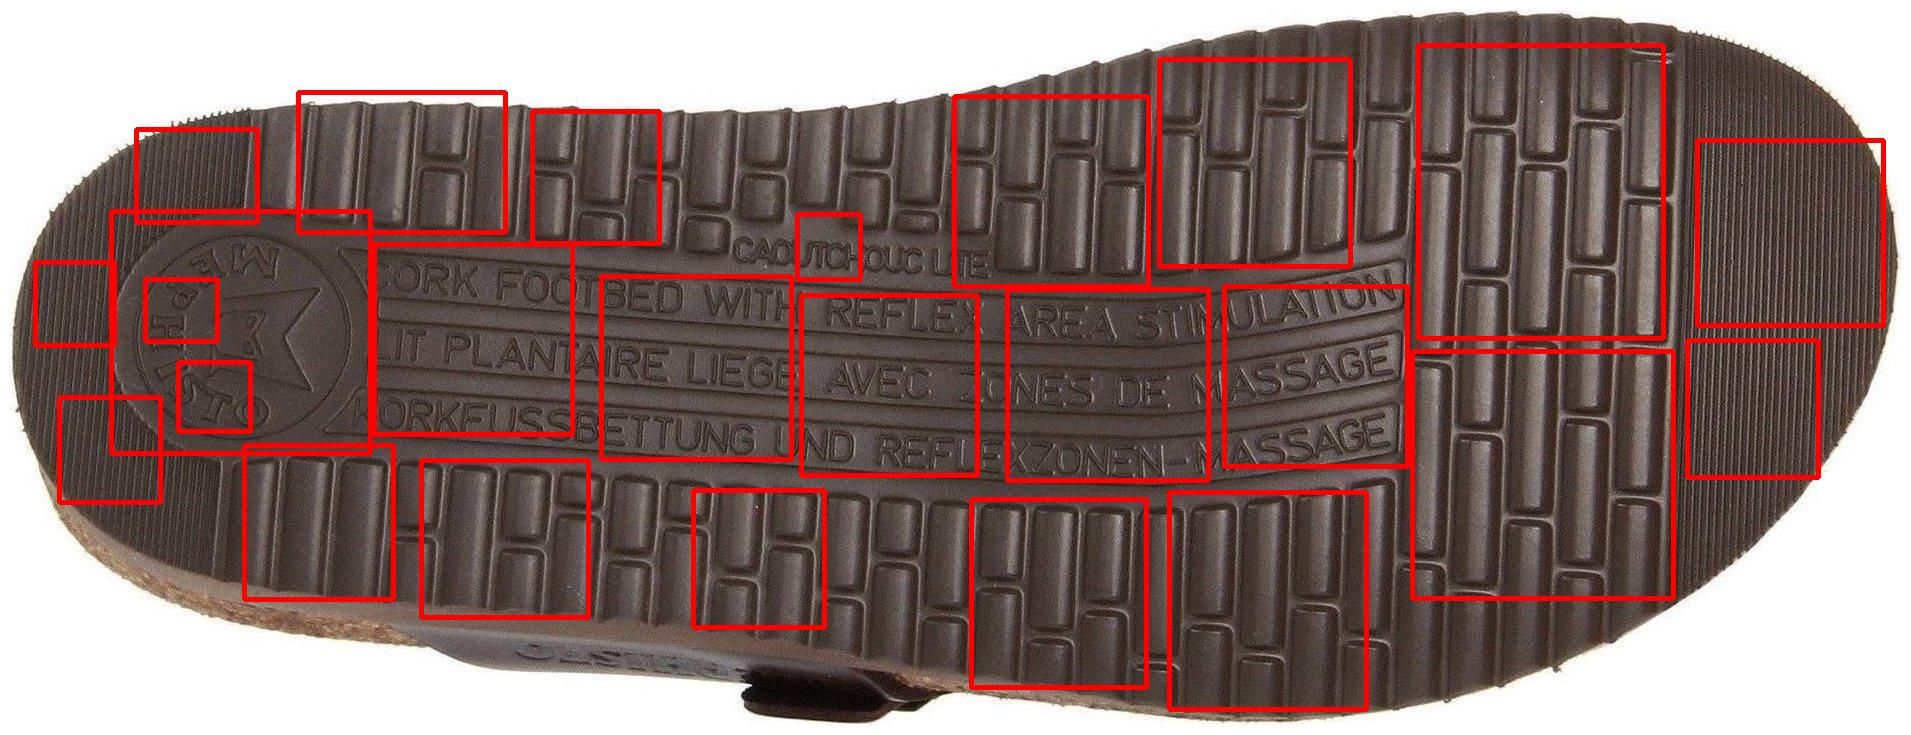 MEPHISTO
CAOUTCHOUC LITE
CORK FOOTBED WITH REFLEX AREA STIMULATION
LIT PLANTAIRE LIEGE AVEC ZONES DE MASSAGE
KORKFUSSBETTUNG UND REFLEXZONEN-MASSAGE